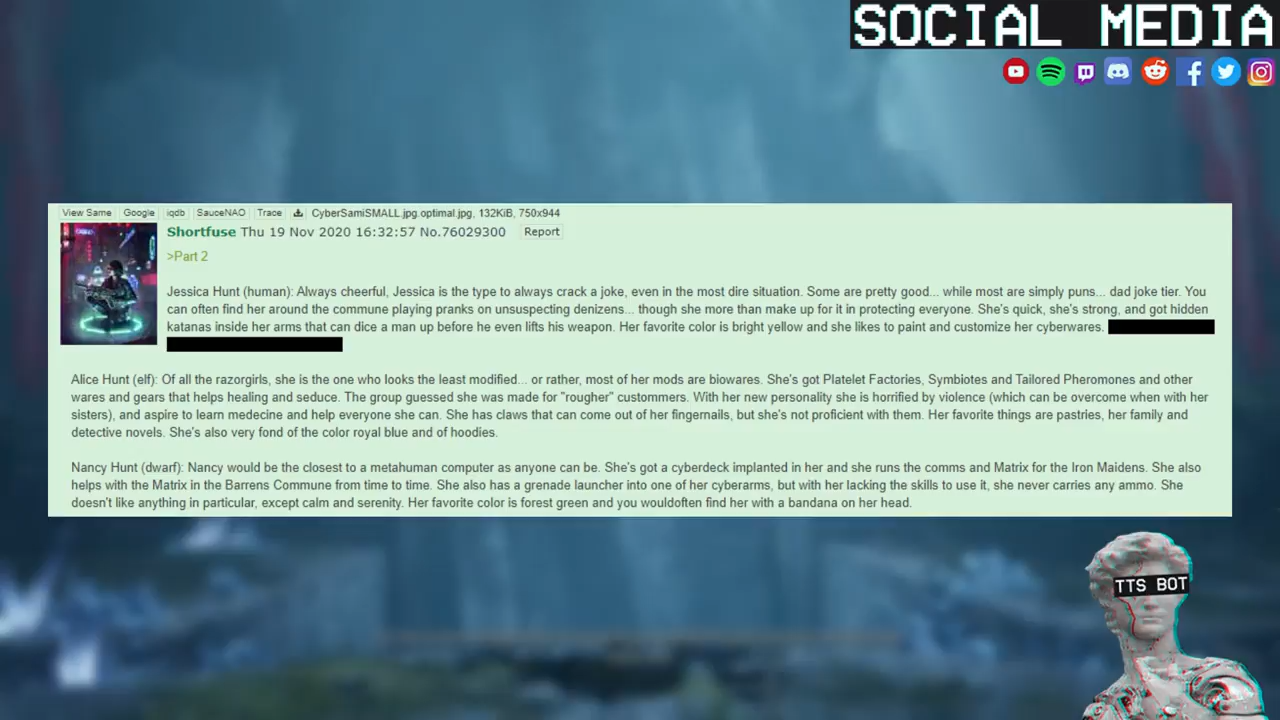 SOCIAL MEDIA
View Same Google iqdb SauceNAO Trace CyberSamiSMALL.jpg.optimal.jpg, 132KiB, 750x944
Shortfuse Thu 19 Nov 2020 16:32:57 No.76029300 Report
>Part 2
Jessica Hunt (human): Always cheerful, Jessica is the type to always crack a joke, even in the most dire situation. Some are pretty good... while most are simply puns... dad joke tier. You
can often find her around the commune playing pranks on unsuspecting denizens... though she more than make up for it in protecting everyone. She's quick, she's strong, and got hidden
katanas inside her arms that can dice a man up before he even lifts his weapon. Her favorite color is bright yellow and she likes to paint and customize her cyberwares.
Alice Hunt (elf): Of all the razorgirls, she is the one who looks the least modified... or rather, most of her mods are biowares. She's got Platelet Factories, Symbiotes and Tailored Pheromones and other
wares and gears that helps healing and seduce. The group guessed she was made for "rougher" custommers. With her new personality she is horrified by violence (which can be overcome when with her
sisters), and aspire to learn medecine and help everyone she can. She has claws that can come out of her fingernails, but she's not proficient with them. Her favorite things are pastries, her family and
detective novels. She's also very fond of the color royal blue and of hoodies.
Nancy Hunt (dwarf): Nancy would be the closest to a metahuman computer as anyone can be. She's got a cyberdeck implanted in her and she runs the comms and Matrix for the Iron Maidens. She also
helps with the Matrix in the Barrens Commune from time to time. She also has a grenade launcher into one of her cyberarms, but with her lacking the skills to use it, she never carries any ammo. She
doesn't like anything in particular, except calm and serenity. Her favorite color is forest green and you wouldoften find her with a bandana on her head.
TTS BOT